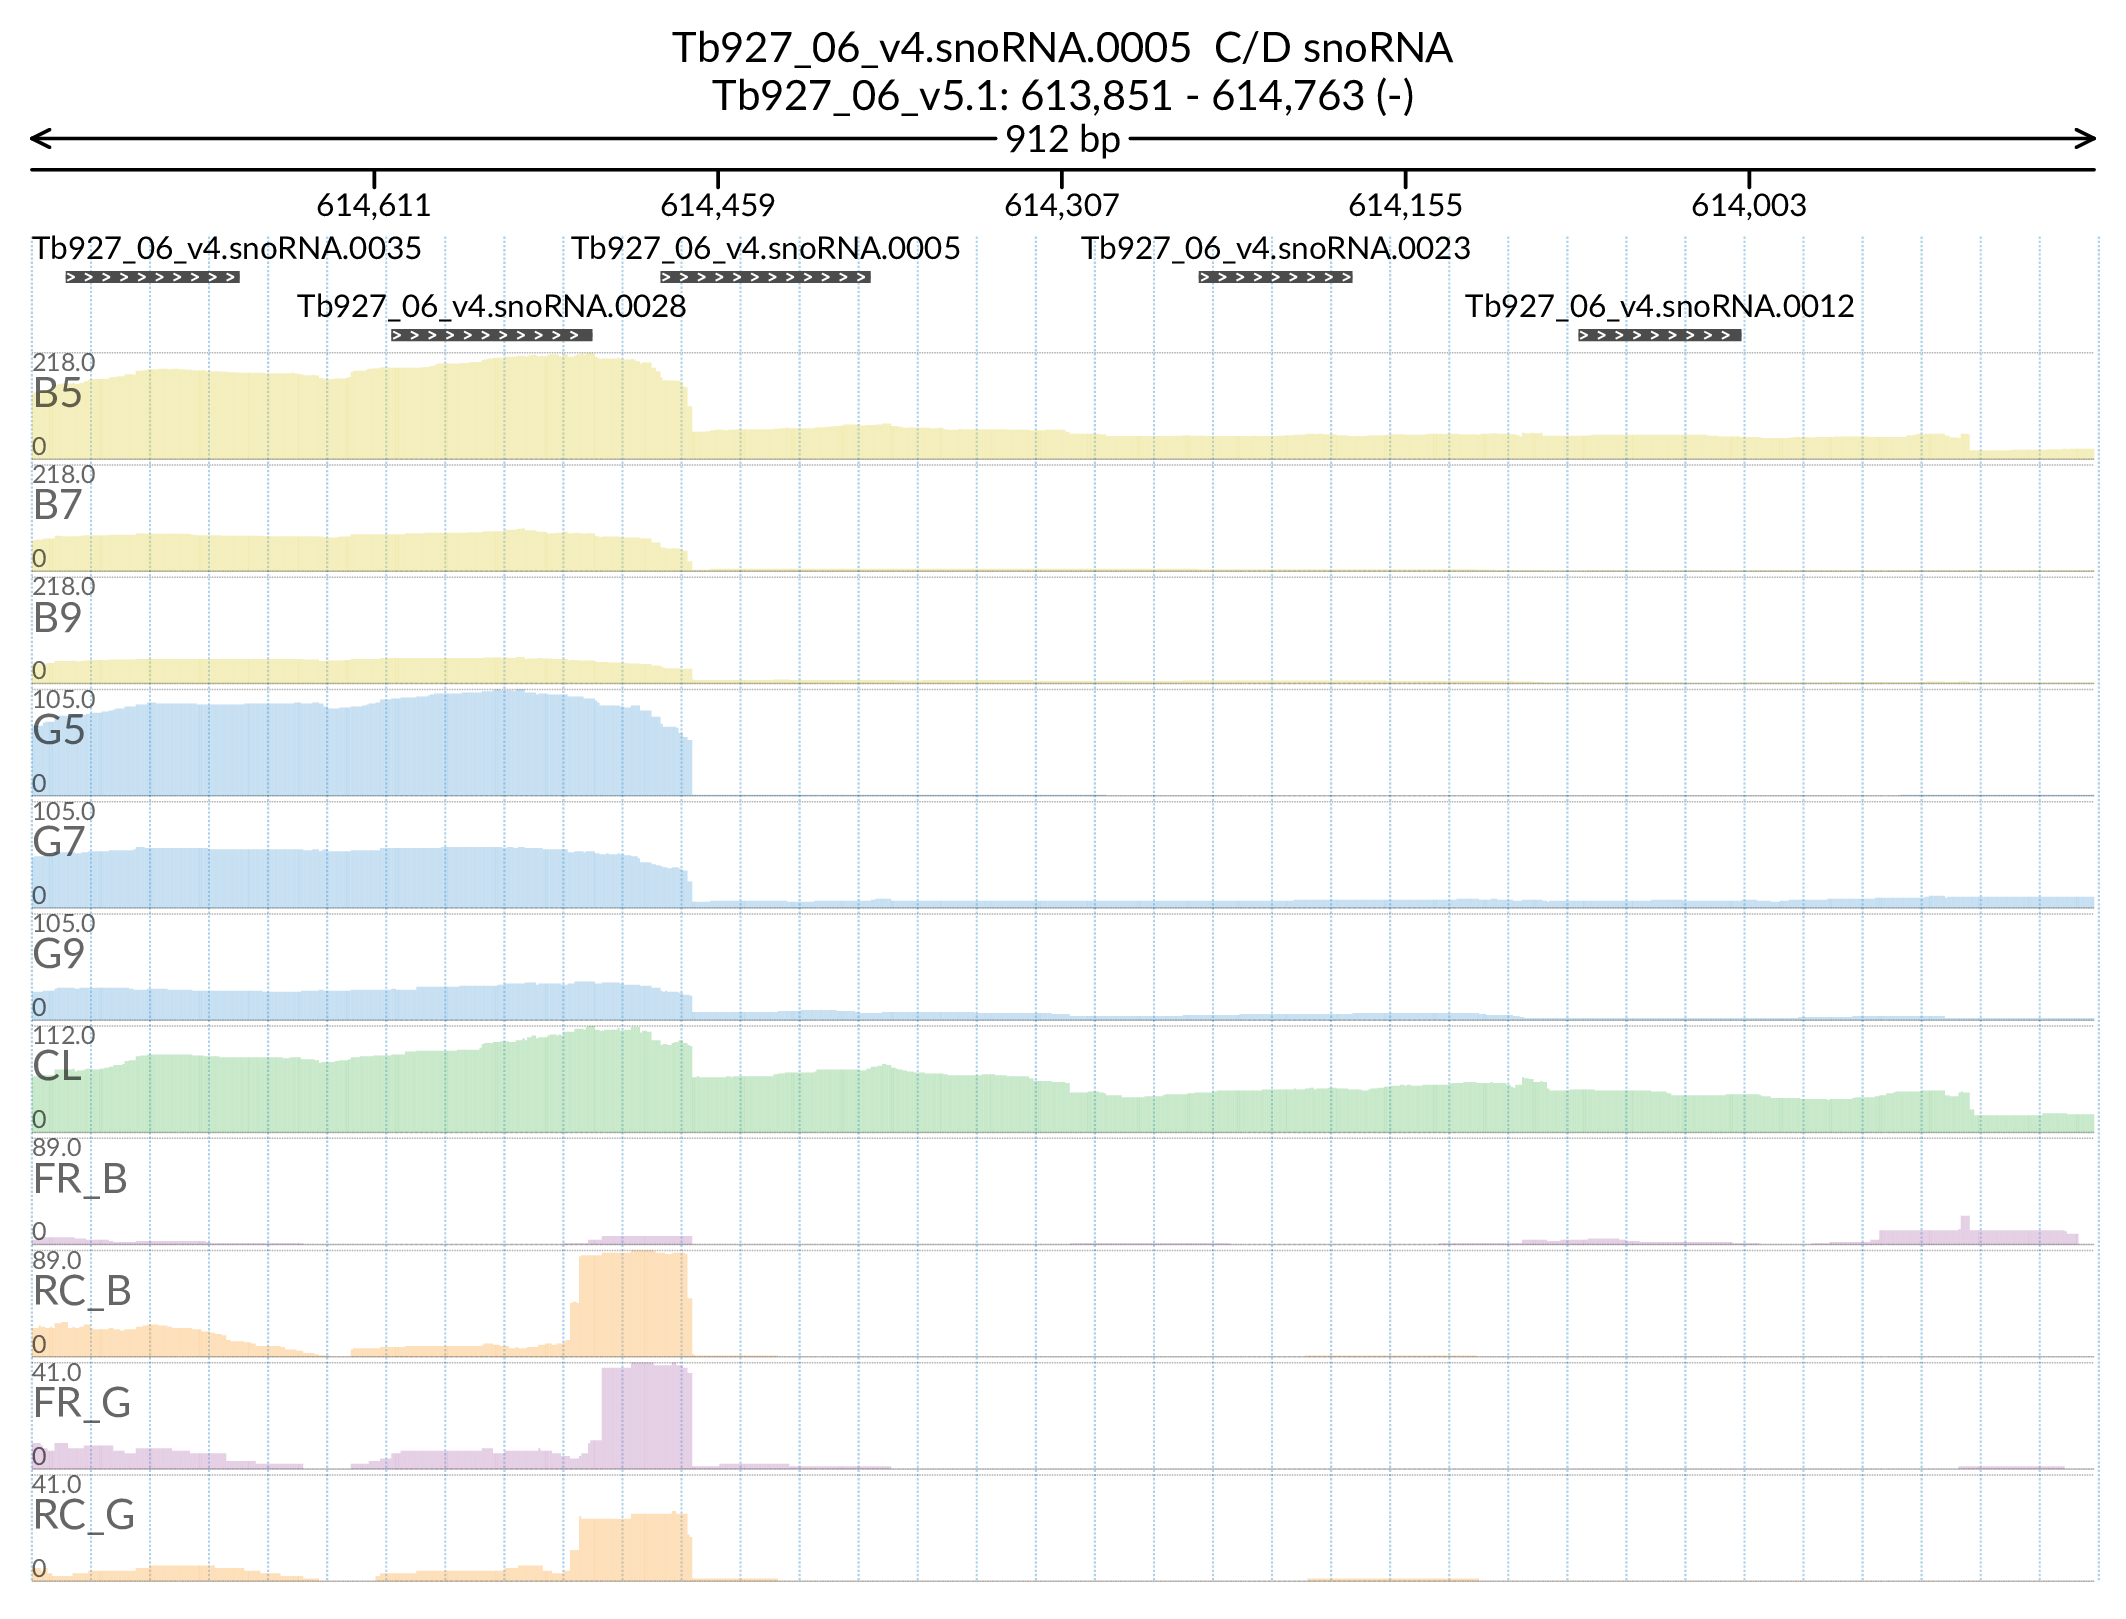 Tb927_06_v4.snoRNA.0005 C/D snoRNA
Tb927_06_v5.1: 613,851 - 614,763 (-)
912 bp
614,611 614,459 614,307 614,155 614,003
Tb927_06_v4.snoRNA.0035 Tb927_06_v4.snoRNA.0005 Tb927_06_v4.snoRNA.0023
Tb927_06_v4.snoRNA.0028 Tb927_06_v4.snoRNA.0012
218.0
B5
0
218.0
B7
0
218.0
B9
0
105.0
G5
0
105.0
G7
0
105.0
G9
0
112.0
CL
0
89.0
FR_B
0
89.0
RC_B
0
41.0
FR_G
0
41.0
RC_G
0